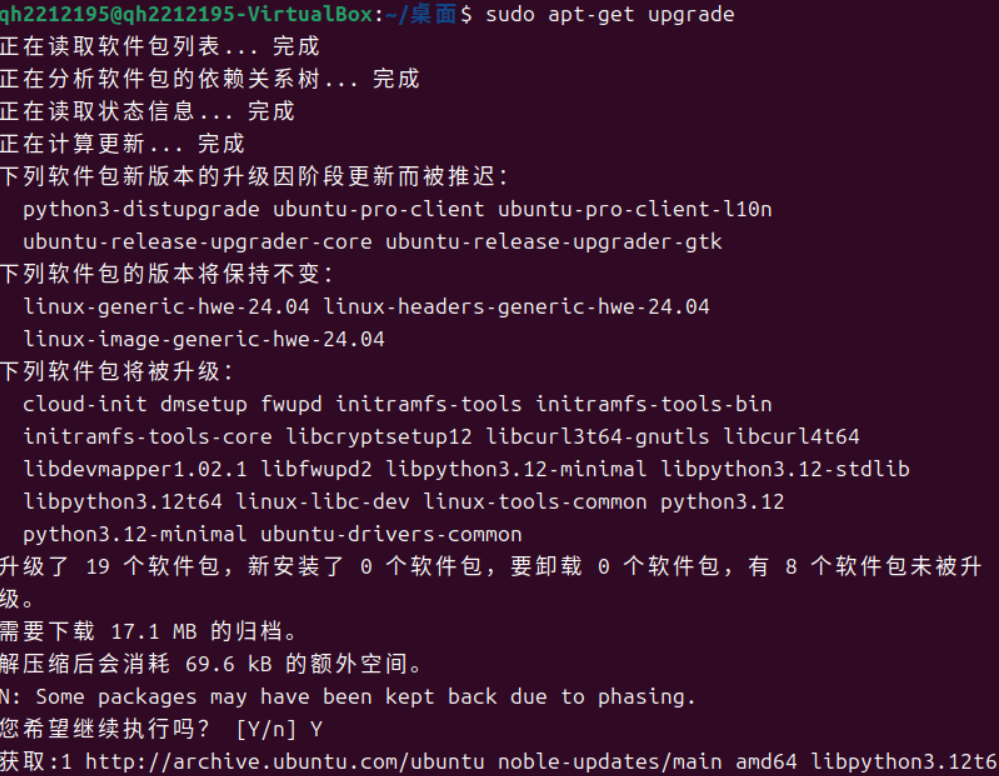 qh2212195@qh2212195-VirtualBox:~/桌面$ sudo apt-get upgrade
正在读取软件包列表... 完成
正在分析软件包的依赖关系树... 完成
正在读取状态信息... 完成
正在计算更新... 完成
下列软件包新版本的升级因阶段更新而被推迟：
  python3-distupgrade ubuntu-pro-client ubuntu-pro-client-l10n
  ubuntu-release-upgrader-core ubuntu-release-upgrader-gtk
下列软件包的版本将保持不变：
  linux-generic-hwe-24.04 linux-headers-generic-hwe-24.04
  linux-image-generic-hwe-24.04
下列软件包将被升级：
  cloud-init dmsetup fwupd initramfs-tools initramfs-tools-bin
  initramfs-tools-core libcryptsetup12 libcurl3t64-gnutls libcurl4t64
  libdevmapper1.02.1 libfwupd2 libpython3.12-minimal libpython3.12-stdlib
  libpython3.12t64 linux-libc-dev linux-tools-common python3.12
  python3.12-minimal ubuntu-drivers-common
升级了 19 个软件包，新安装了 0 个软件包，要卸载 0 个软件包，有 8 个软件包未被升
级。
需要下载 17.1 MB 的归档。
解压缩后会消耗 69.6 kB 的额外空间。
N: Some packages may have been kept back due to phasing.
您希望继续执行吗？ [Y/n] Y
获取:1 http://archive.ubuntu.com/ubuntu noble-updates/main amd64 libpython3.12t6